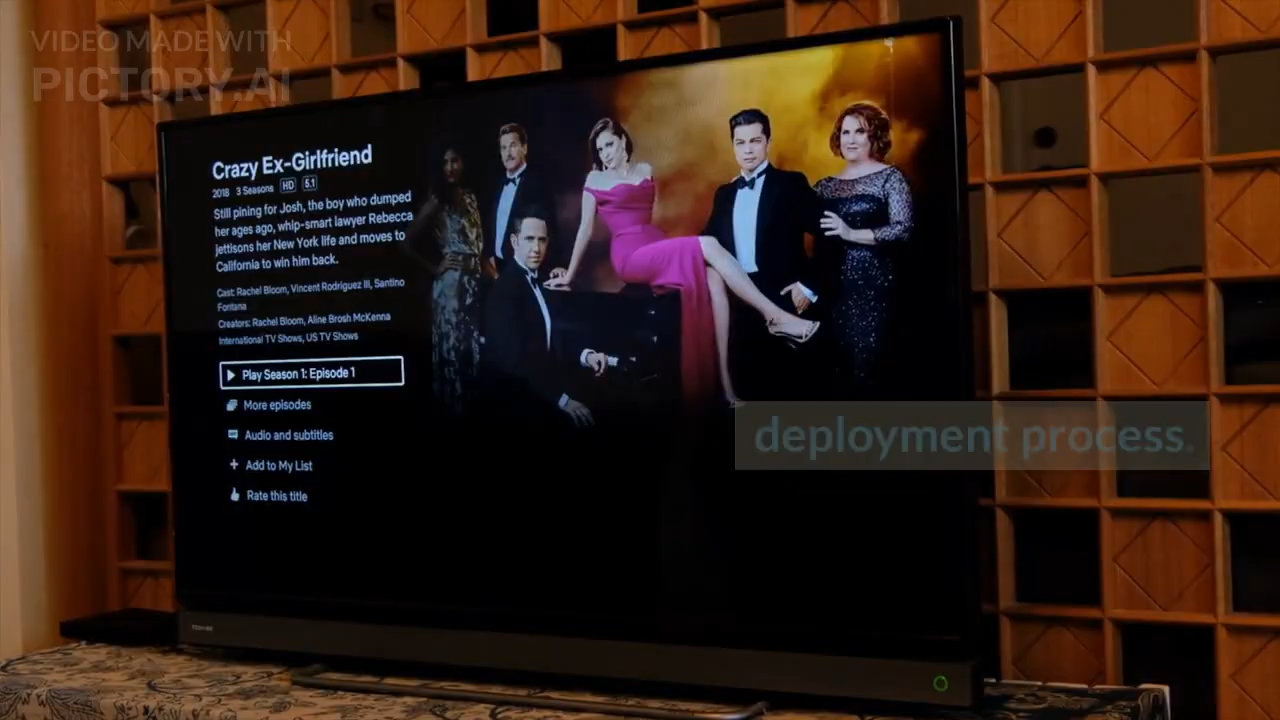 VIDEO MADE WITH
PICTORY.AI
Crazy Ex-Girlfriend
2018 3 Seasons HD 5.1
Still pining for Josh, the boy who dumped
her ages ago, whip-smart lawyer Rebecca
jettisons her New York life and moves to
California to win him back.
Cast: Rachel Bloom, Vincent Rodriguez III, Santino
Fontana
Creators: Rachel Bloom, Aline Brosh McKenna
International TV Shows, US TV Shows
Play Season 1: Episode 1
More episodes
Audio and subtitles
Add to My List
Rate this title
deployment process.
TOSHIBA